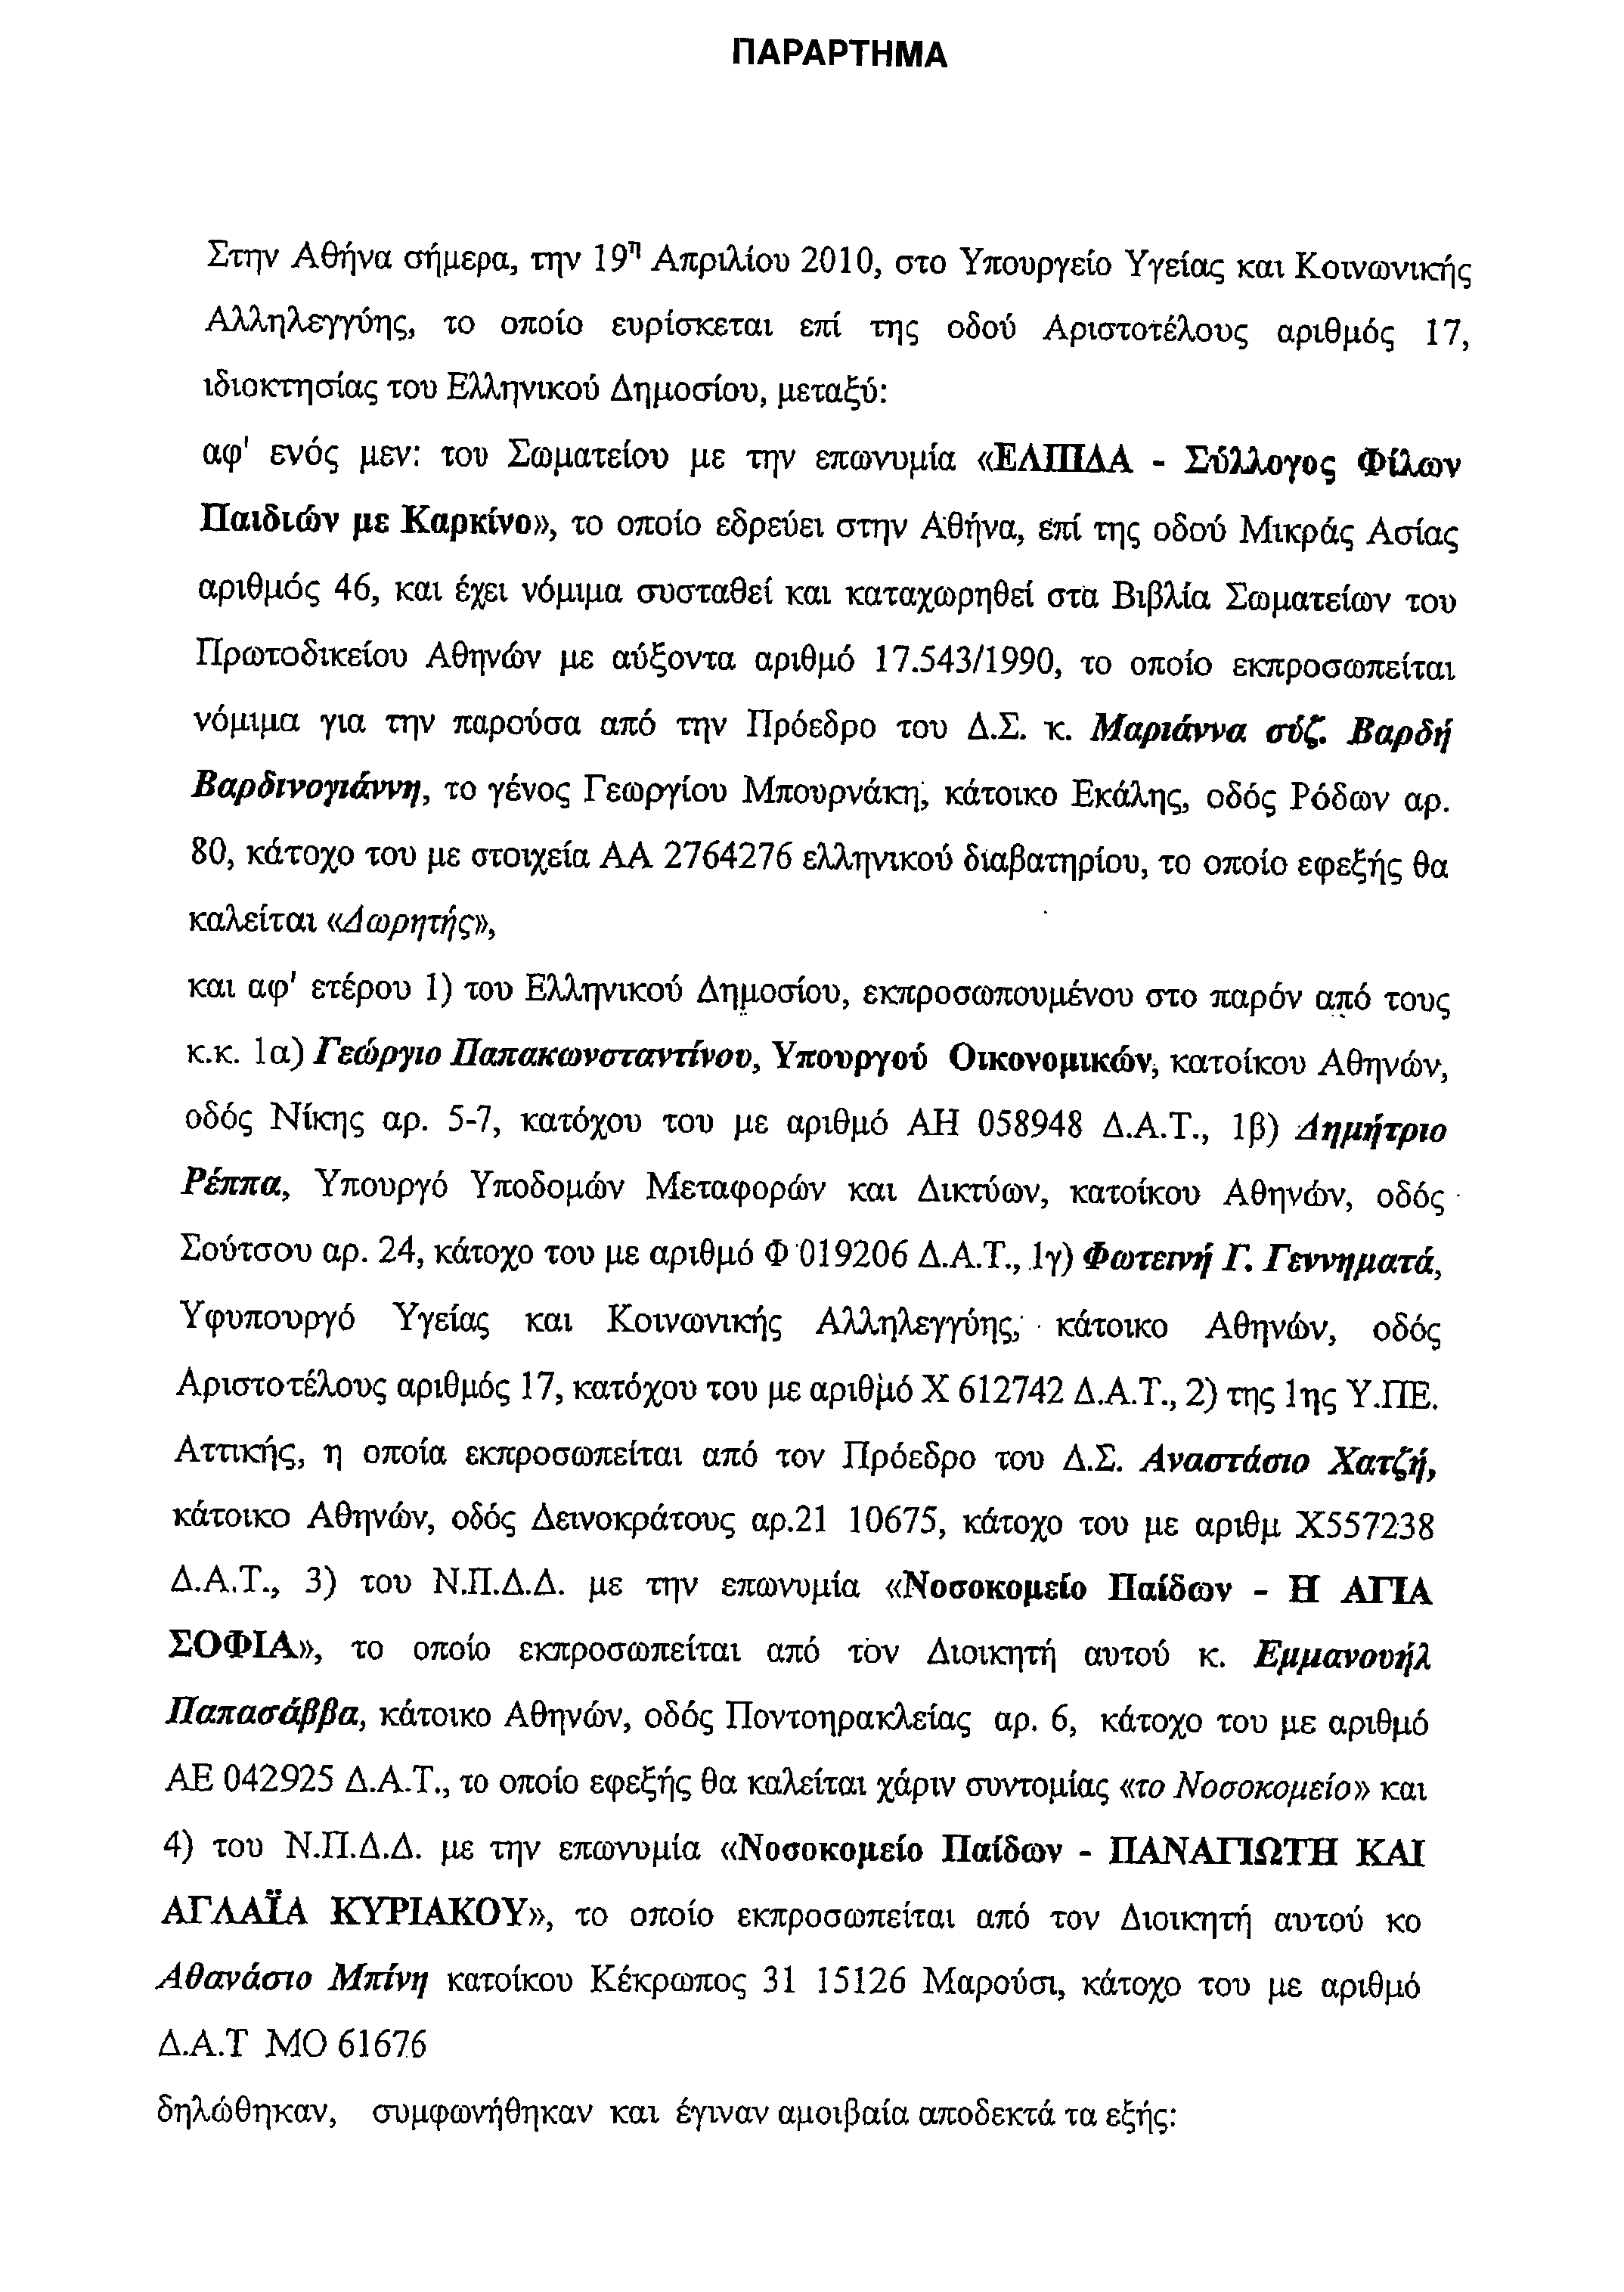 ΠΑΡΑΡΤΗΜΑ
Στην Αθήνα σήμερα, την 19η Απριλίου 2010, στο Υπουργείο Υγείας και Κοινωνικής
Αλληλεγγύης, το οποίο ευρίσκεται επί της οδού Αριστοτέλους αριθμός 17,
ιδιοκτησίας του Ελληνικού Δημοσίου, μεταξύ:
αφ' ενός μεν: του Σωματείου με την επωνυμία «ΕΛΠΙΔΑ - Σύλλογος Φίλων
Παιδιών με Καρκίνο», το οποίο εδρεύει στην Αθήνα, επί της οδού Μικράς Ασίας
αριθμός 46, και έχει νόμιμα συσταθεί και καταχωρηθεί στα Βιβλία Σωματείων του
Πρωτοδικείου Αθηνών με αύξοντα αριθμό 17.543/1990, το οποίο εκπροσωπείται
νόμιμα για την παρούσα από την Πρόεδρο του Δ.Σ. κ. Μαριάννα σύζ. Βαρδή
Βαρδινογιάννη, το γένος Γεωργίου Μπουρνάκη, κάτοικο Εκάλης, οδός Ρόδων αρ.
80, κάτοχο του με στοιχεία ΑΑ 2764276 ελληνικού διαβατηρίου, το οποίο εφεξής θα
καλείται «Δωρητής»,
και αφ' ετέρου 1) του Ελληνικού Δημοσίου, εκπροσωπουμένου στο παρόν από τους
κ.κ. 1α) Γεώργιο Παπακωνσταντίνου, Υπουργού Οικονομικών, κατοίκου Αθηνών,
οδός Νίκης αρ. 5-7, κατόχου του με αριθμό ΑΗ 058948 Δ.Α.Τ., 1β) Δημήτριο
Ρέππα, Υπουργό Υποδομών Μεταφορών και Δικτύων, κατοίκου Αθηνών, οδός
Σούτσου αρ. 24, κάτοχο του με αριθμό Φ 019206 Δ.Α.Τ., 1γ) Φωτεινή Γ. Γεννηματά,
Υφυπουργό Υγείας και Κοινωνικής Αλληλεγγύης, κάτοικο Αθηνών, οδός
Αριστοτέλους αριθμός 17, κατόχου του με αριθμό Χ 612742 Δ.Α.Τ., 2) της 1ης Υ.ΠΕ.
Αττικής, η οποία εκπροσωπείται από τον Πρόεδρο του Δ.Σ. Αναστάσιο Χατζή,
κάτοικο Αθηνών, οδός Δεινοκράτους αρ.21 10675, κάτοχο του με αριθμ Χ557238
Δ.Α.Τ., 3) του Ν.Π.Δ.Δ. με την επωνυμία «Νοσοκομείο Παίδων - Η ΑΓΙΑ
ΣΟΦΙΑ», το οποίο εκπροσωπείται από τον Διοικητή αυτού κ. Εμμανουήλ
Παπασάββα, κάτοικο Αθηνών, οδός Ποντοηρακλείας αρ. 6, κάτοχο του με αριθμό
ΑΕ 042925 Δ.Α.Τ., το οποίο εφεξής θα καλείται χάριν συντομίας «το Νοσοκομείο» και
4) του Ν.Π.Δ.Δ. με την επωνυμία «Νοσοκομείο Παίδων - ΠΑΝΑΓΙΩΤΗ ΚΑΙ
ΑΓΛΑΪΑ ΚΥΡΙΑΚΟΥ», το οποίο εκπροσωπείται από τον Διοικητή αυτού κο
Αθανάσιο Μπίνη κατοίκου Κέκρωπος 31 15126 Μαρούσι, κάτοχο του με αριθμό
Δ.Α.Τ ΜΟ 61676
δηλώθηκαν, συμφωνήθηκαν και έγιναν αμοιβαία αποδεκτά τα εξής: